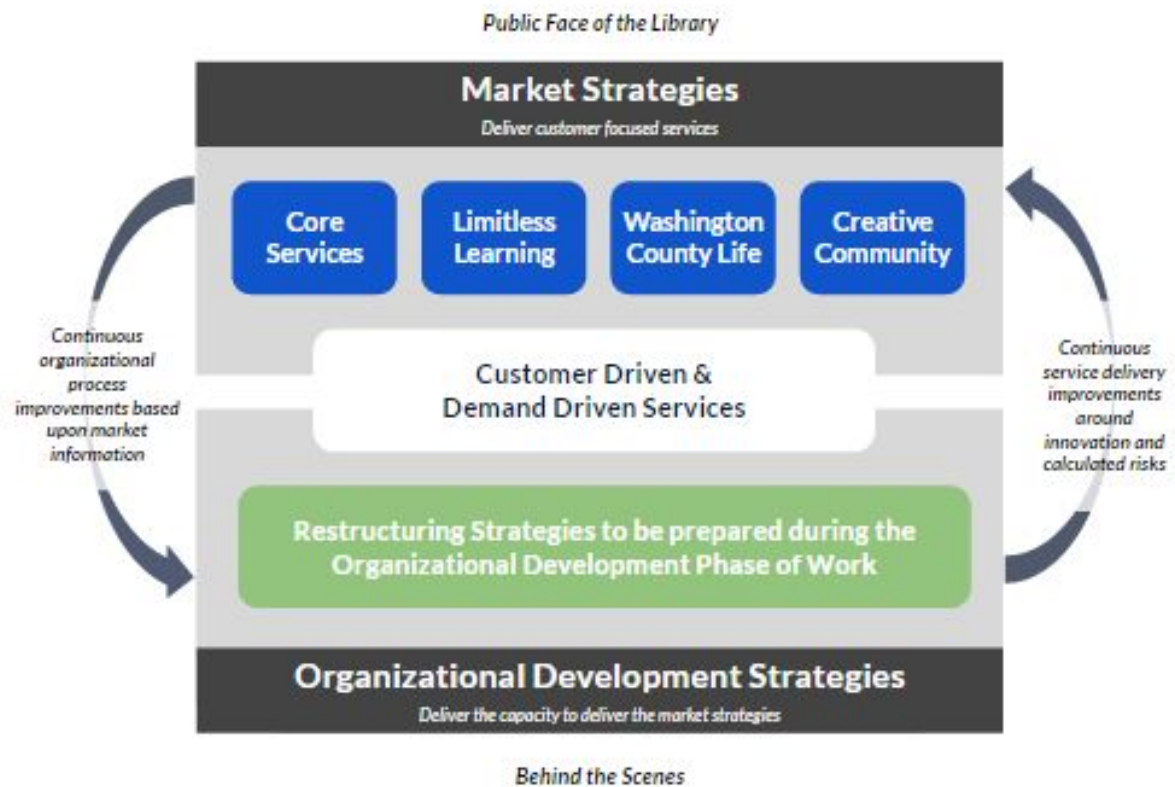 Public Face of the Library
Market Strategies
Deliver customer focused services
Core
Services
Limitless
Learning
Washington
County Life
Creative
Community
Continuous
organizational
process
improvements based
upon market
information
Customer Driven &
Demand Driven Services
Continuous
service delivery
improvements
around
innovation and
calculated risks
Restructuring Strategies to be prepared during the
Organizational Development Phase of Work
Organizational Development Strategies
Deliver the capacity to deliver the market strategies
Behind the Scenes